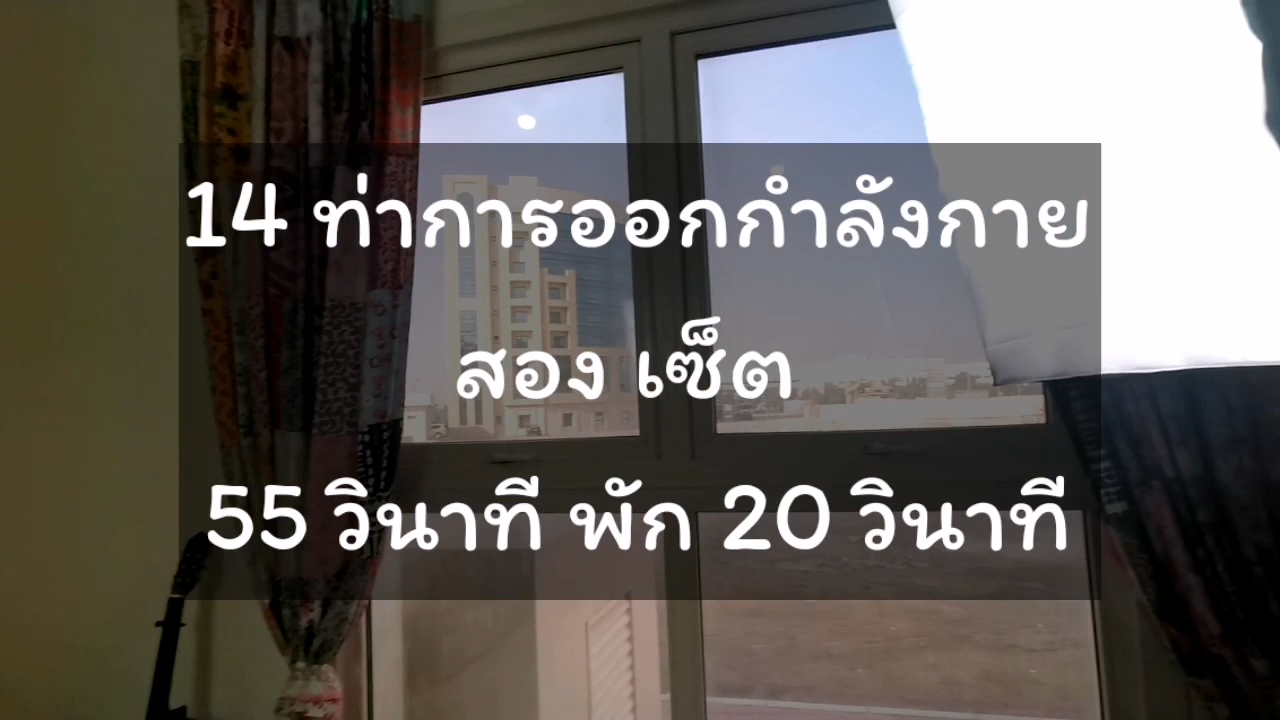 14 ท่าการออกกำลังกาย
สอง เซ็ต
55 วินาที พัก 20 วินาที